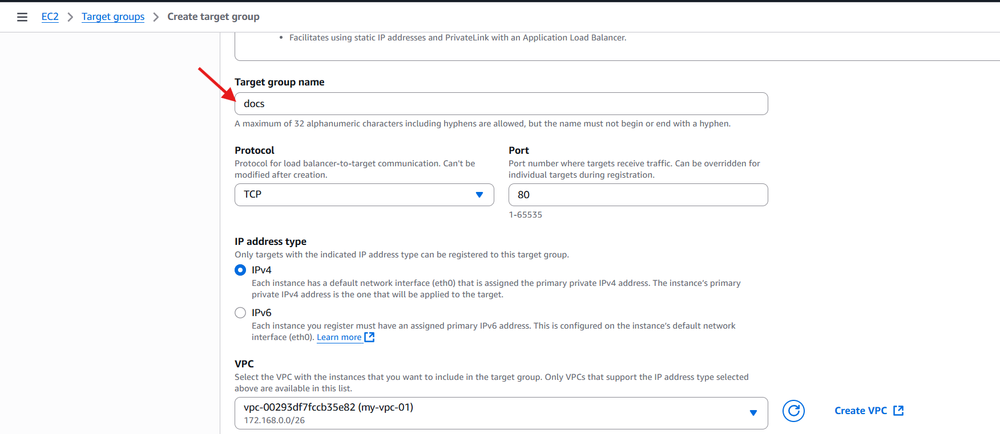 EC2 > Target groups > Create target group
• Facilitates using static IP addresses and PrivateLink with an Application Load Balancer.
Target group name
docs
A maximum of 32 alphanumeric characters including hyphens are allowed, but the name must not begin or end with a hyphen.
Protocol
Protocol for load balancer-to-target communication. Can't be
modified after creation.
TCP
Port
Port number where targets receive traffic. Can be overridden for
individual targets during registration.
80
1-65535
IP address type
Only targets with the indicated IP address type can be registered to this target group.
IPv4
Each instance has a default network interface (eth0) that is assigned the primary private IPv4 address. The instance’s primary
private IPv4 address is the one that will be applied to the target.
IPv6
Each instance you register must have an assigned primary IPv6 address. This is configured on the instance’s default network
interface (eth0). Learn more
VPC
Select the VPC with the instances that you want to include in the target group. Only VPCs that support the IP address type selected
above are available in this list.
vpc-00293df7fccb35e82 (my-vpc-01)
172.168.0.0/26
Create VPC